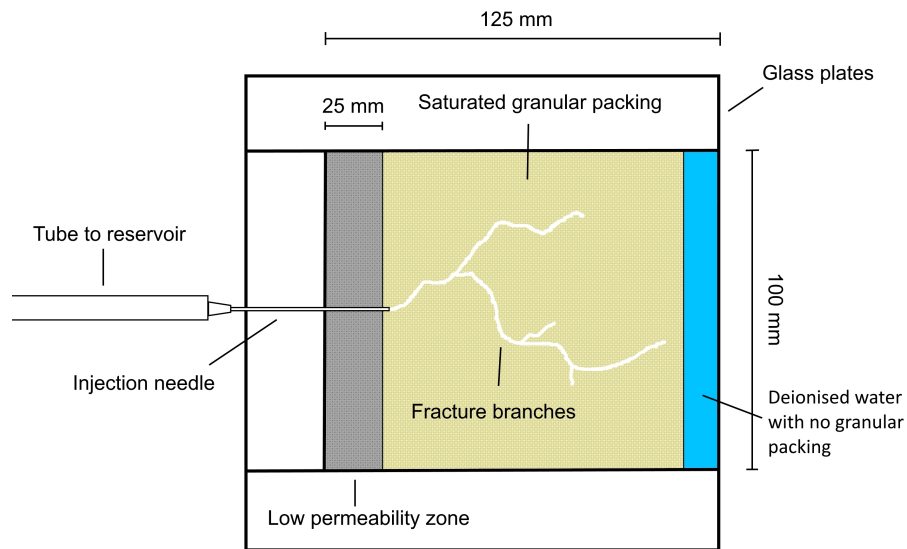 125 mm
Glass plates
25 mm
Saturated granular packing
Tube to reservoir
100 mm
Injection needle
Fracture branches
Deionised water
with no granular
packing
Low permeability zone